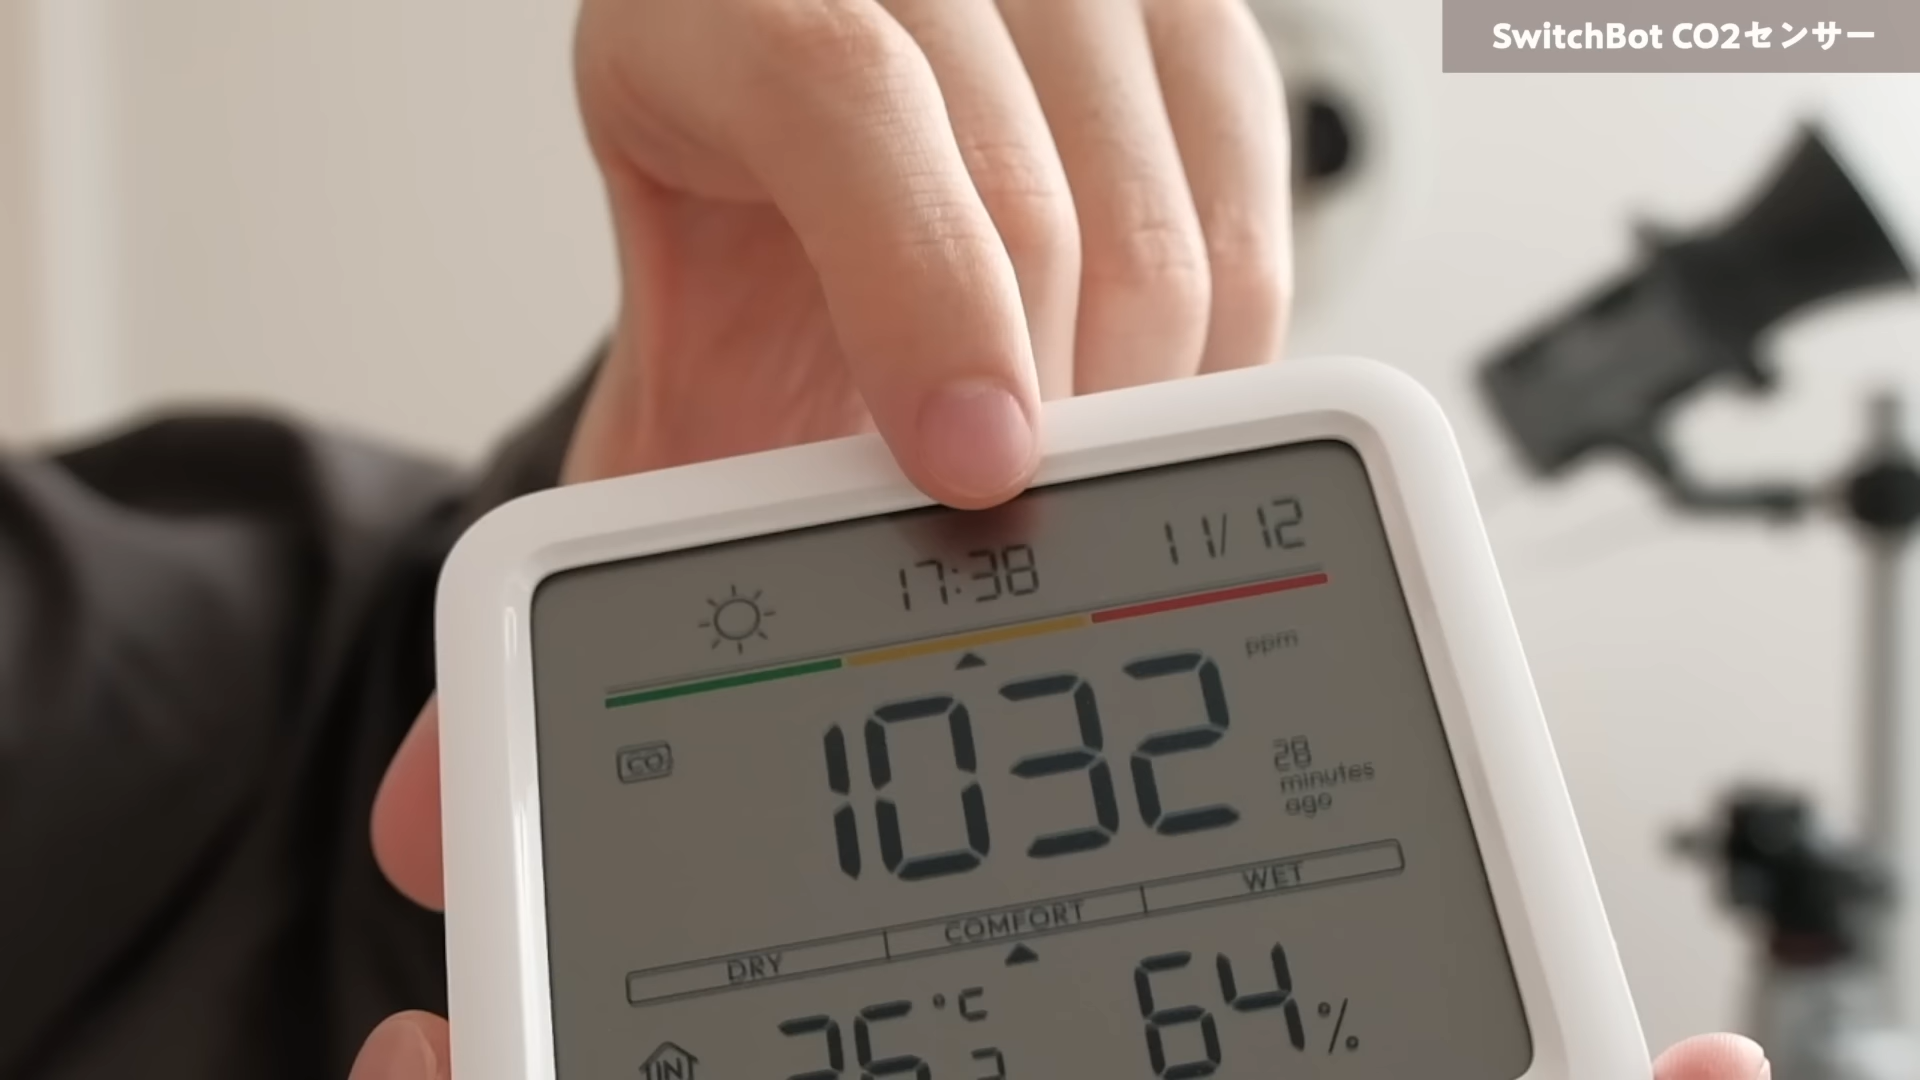 SwitchBot CO2センサー
17:38 11/12
ppm
1032
CO
28
minutes
ago
DRY COMFORT WET
°C 64%
IN